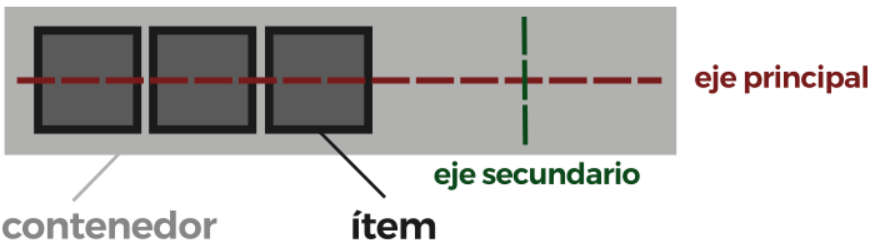 eje principal
eje secundario
contenedor
ítem